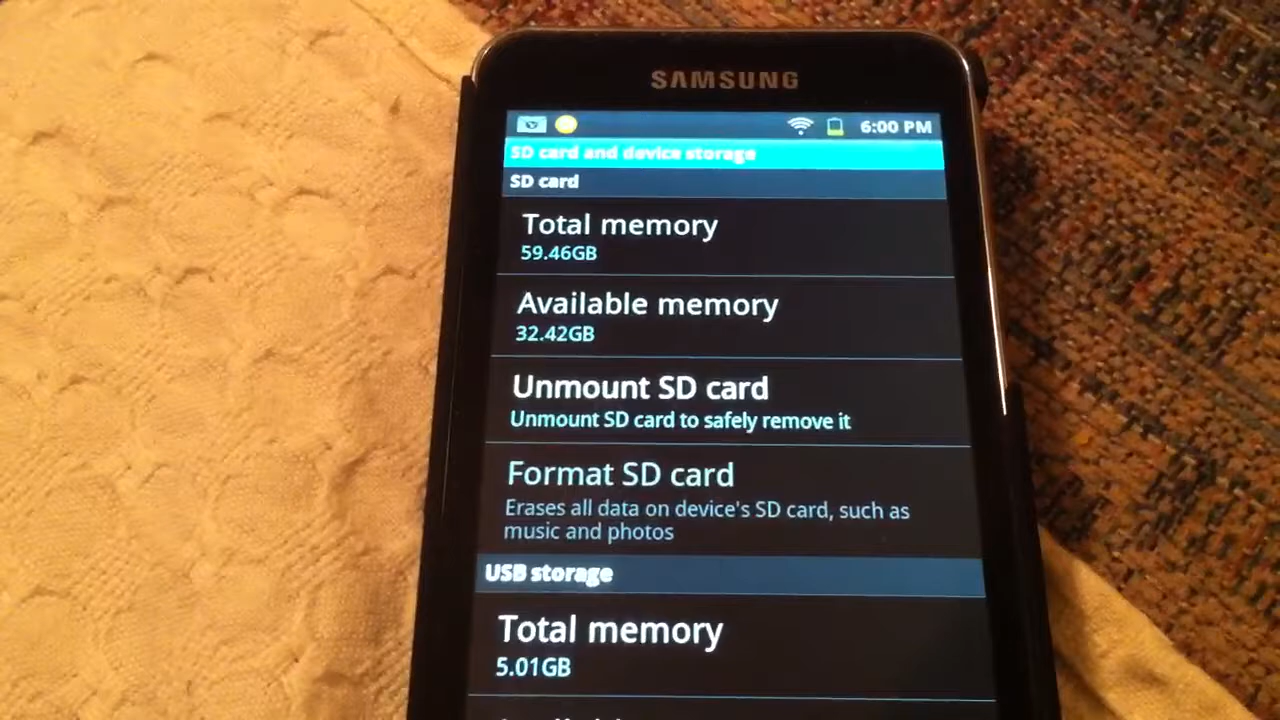 SAMSUNG
6:00 PM
SD card and device storage
SD card
Total memory
59.46GB
Available memory
32.42GB
Unmount SD card
Unmount SD card to safely remove it
Format SD card
Erases all data on device's SD card, such as
music and photos
USB storage
Total memory
5.01GB